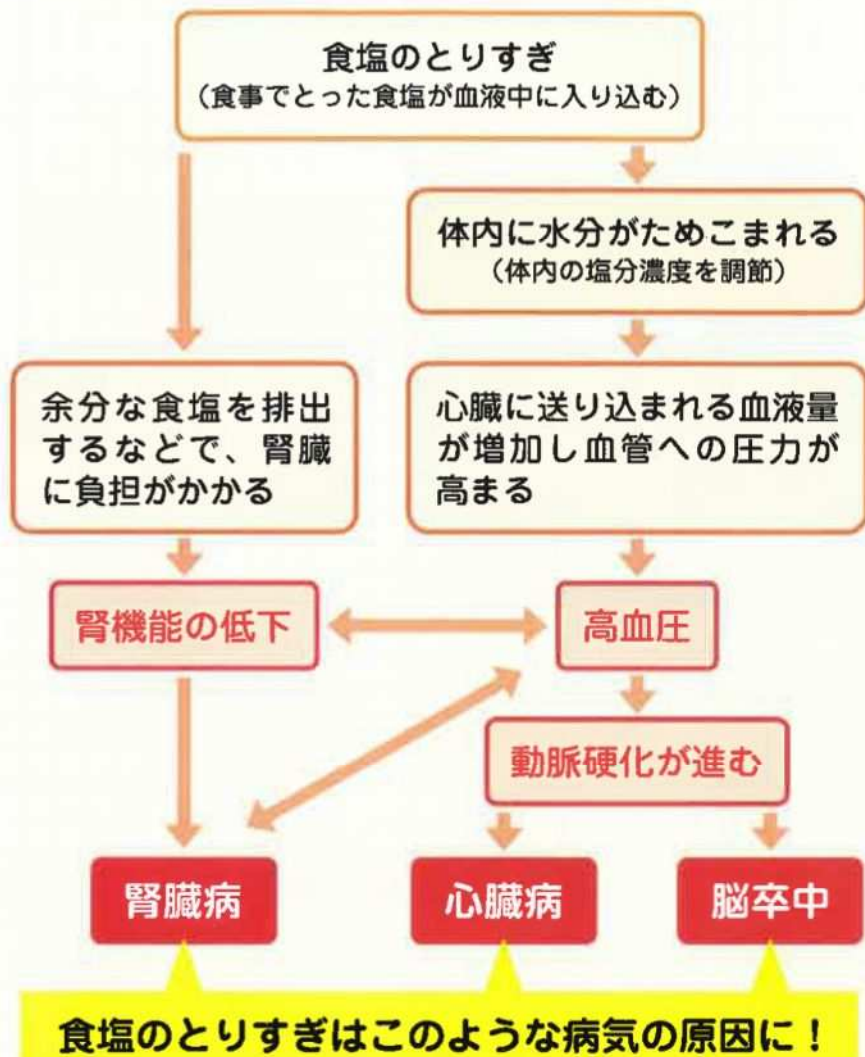 食塩のとりすぎ
（食事でとった食塩が血液中に入り込む）
体内に水分がためこまれる
（体内の塩分濃度を調節）
余分な食塩を排出
するなどで、腎臓
に負担がかかる
心臓に送り込まれる血液量
が増加し血管への圧力が
高まる
腎機能の低下
高血圧
動脈硬化が進む
腎臓病
心臓病
脳卒中
食塩のとりすぎはこのような病気の原因に！